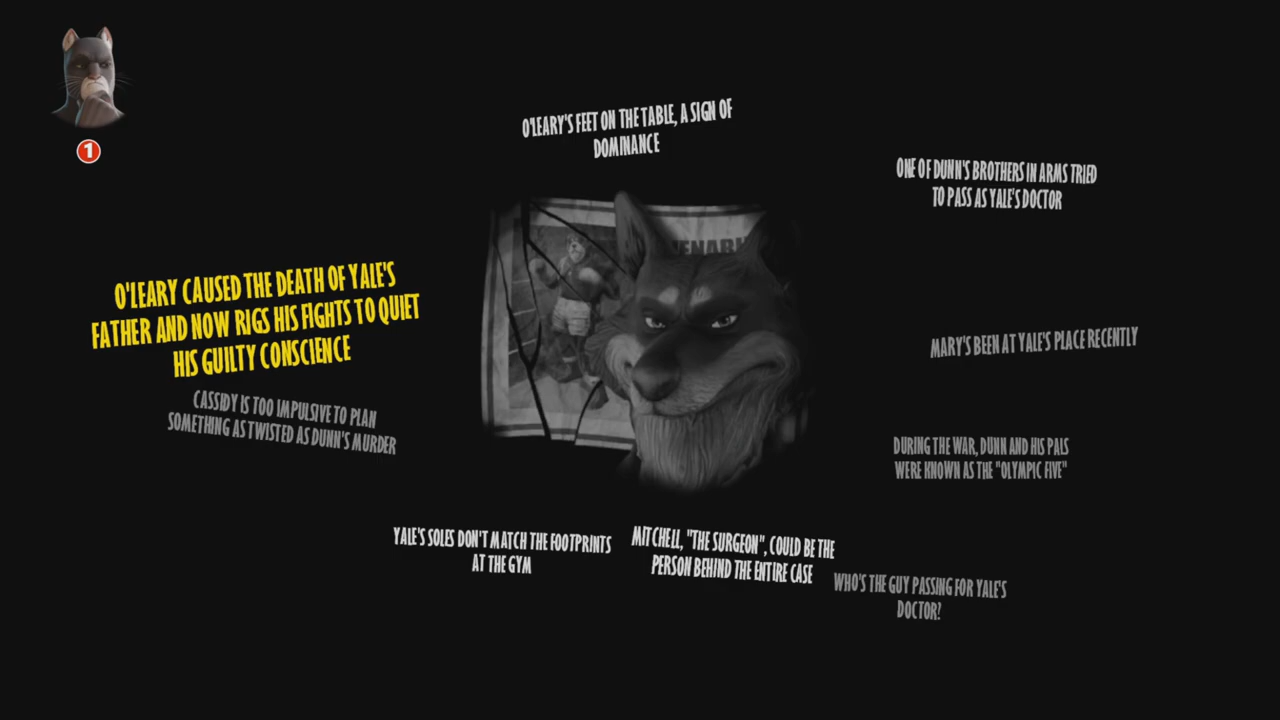 O'LEARY'S FEET ON THE TABLE, A SIGN OF
DOMINANCE
ONE OF DUNN'S BROTHERS IN ARMS TRIED
TO PASS AS YALE'S DOCTOR
O'LEARY CAUSED THE DEATH OF YALE'S
FATHER AND NOW RIGS HIS FIGHTS TO QUIET
HIS GUILTY CONSCIENCE
MARY'S BEEN AT YALE'S PLACE RECENTLY
CASSIDY IS TOO IMPULSIVE TO PLAN
SOMETHING AS TWISTED AS DUNN'S MURDER
DURING THE WAR, DUNN AND HIS PALS
WERE KNOWN AS THE "OLYMPIC FIVE"
YALE'S SOLES DON'T MATCH THE FOOTPRINTS
AT THE GYM
MITCHELL, "THE SURGEON", COULD BE THE
PERSON BEHIND THE ENTIRE CASE
WHO'S THE GUY PASSING FOR YALE'S
DOCTOR?
1